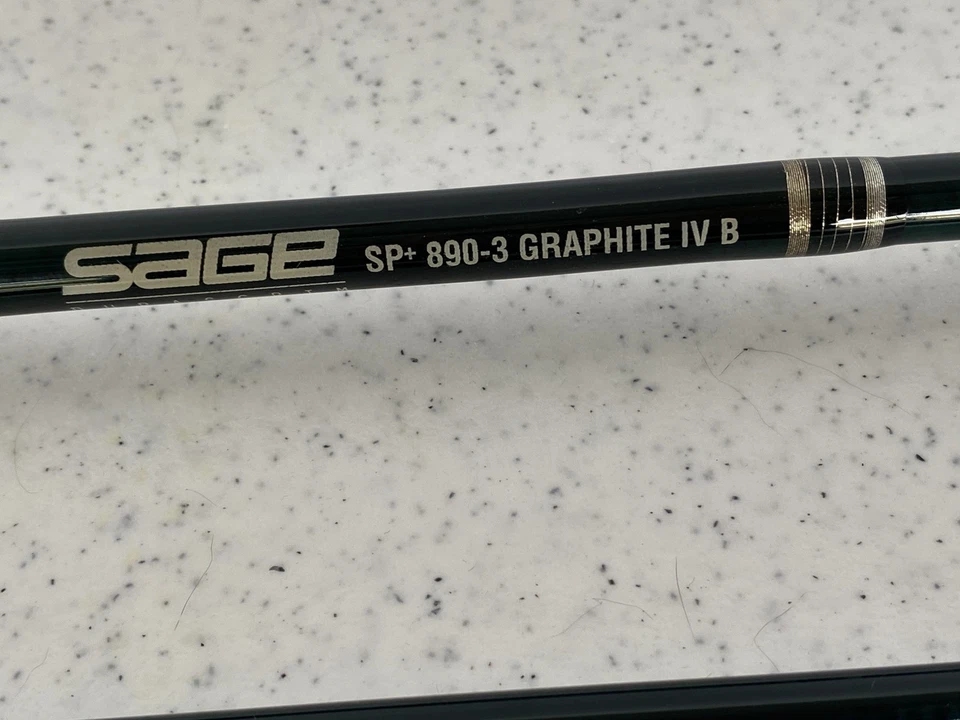 SAGE SP+ 890-3 GRAPHITE IV B